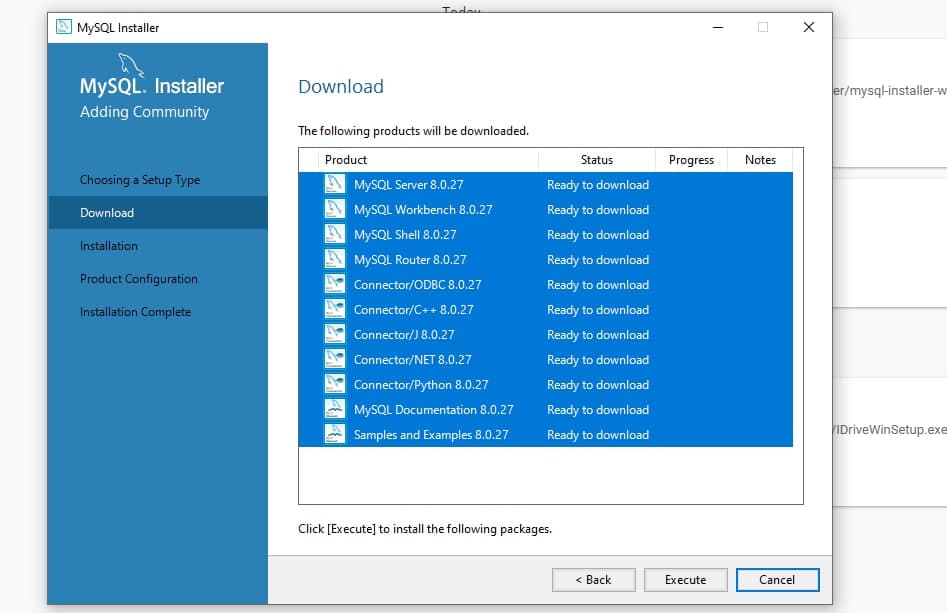 Today
MySQL Installer
MySQL. Installer
Adding Community
Choosing a Setup Type
Download
Installation
Product Configuration
Installation Complete
Download
The following products will be downloaded.
Product Status Progress Notes
MySQL Server 8.0.27 Ready to download
MySQL Workbench 8.0.27 Ready to download
MySQL Shell 8.0.27 Ready to download
MySQL Router 8.0.27 Ready to download
Connector/ODBC 8.0.27 Ready to download
Connector/C++ 8.0.27 Ready to download
Connector/J 8.0.27 Ready to download
Connector/NET 8.0.27 Ready to download
Connector/Python 8.0.27 Ready to download
MySQL Documentation 8.0.27 Ready to download
Samples and Examples 8.0.27 Ready to download
Click [Execute] to install the following packages.
< Back Execute Cancel
er/mysql-installer-w
/IDriveWinSetup.exe